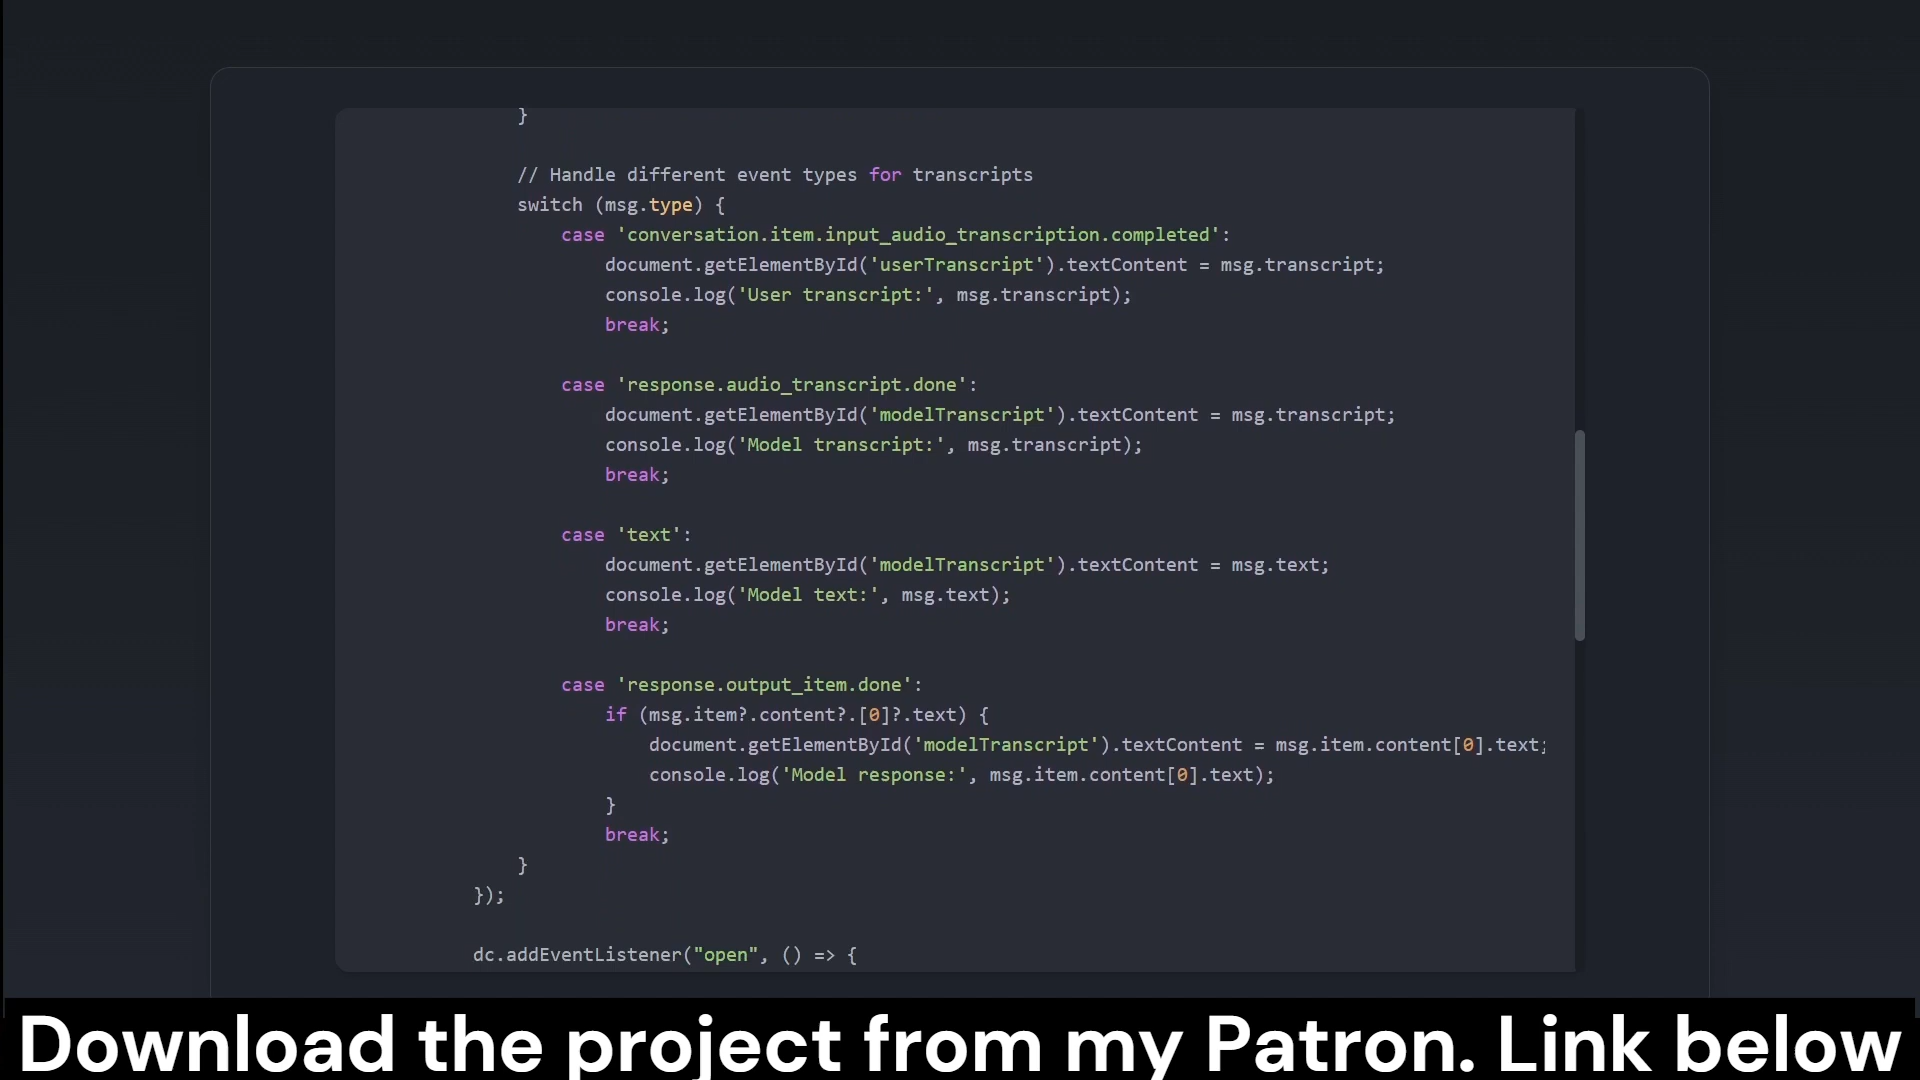 }
// Handle different event types for transcripts
switch (msg.type) {
case 'conversation.item.input_audio_transcription.completed':
document.getElementById('userTranscript').textContent = msg.transcript;
console.log('User transcript:', msg.transcript);
break;
case 'response.audio_transcript.done':
document.getElementById('modelTranscript').textContent = msg.transcript;
console.log('Model transcript:', msg.transcript);
break;
case 'text':
document.getElementById('modelTranscript').textContent = msg.text;
console.log('Model text:', msg.text);
break;
case 'response.output_item.done':
if (msg.item?.content?.[0]?.text) {
document.getElementById('modelTranscript').textContent = msg.item.content[0].text;
console.log('Model response:', msg.item.content[0].text);
}
break;
}
});
dc.addEventListener("open", () => {
Download the project from my Patron. Link below